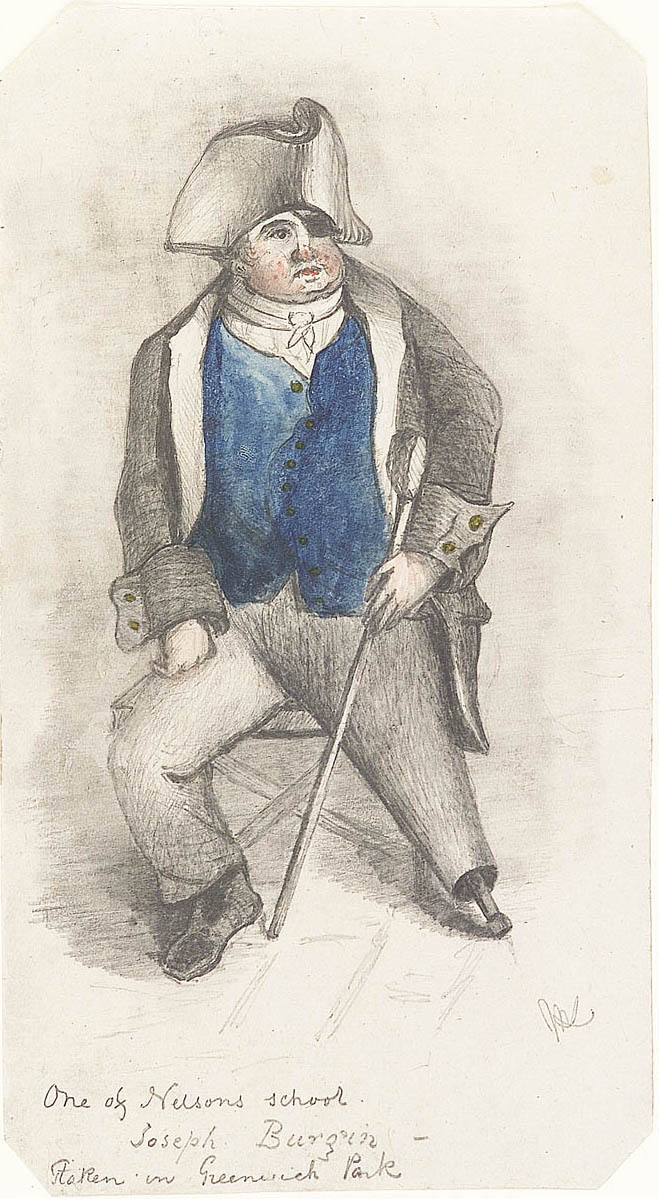 One of Nelsons school.
Joseph Burgin -
Taken in Greenwich Park